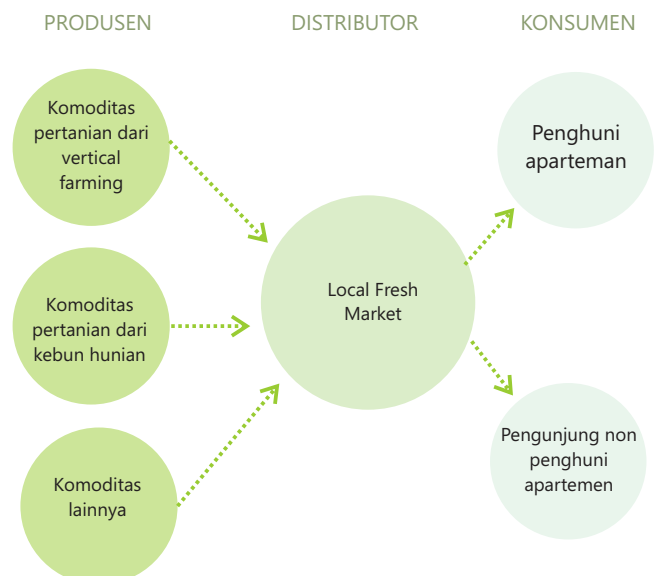 PRODUSEN
DISTRIBUTOR
KONSUMEN
Komoditas
pertanian dari
vertical
farming
Komoditas
pertanian dari
kebun hunian
Komoditas
lainnya
Local Fresh
Market
Penghuni
aparteman
Pengunjung non
penghuni
apartemen